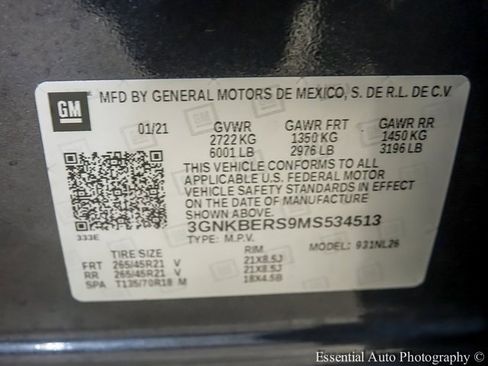 GM
MFD BY GENERAL MOTORS DE MEXICO, S. DE R.L. DE C.V
01/21 GVWR GAWR FRT GAWR RR
2722 KG 1350 KG 1450 KG
6001 LB 2976 LB 3196 LB
THIS VEHICLE CONFORMS TO ALL
APPLICABLE U.S. FEDERAL MOTOR
VEHICLE SAFETY STANDARDS IN EFFECT
ON THE DATE OF MANUFACTURE
SHOWN ABOVE.
333E
3GNKBERS9MS534513
TYPE: M.P.V. MODEL: 931NL26
TIRE SIZE RIM
FRT 265/45R21 V 21X8.5J
RR 265/45R21 V 21X8.5J
SPA T135/70R18 M 18X4.5B
Essential Auto Photography ©